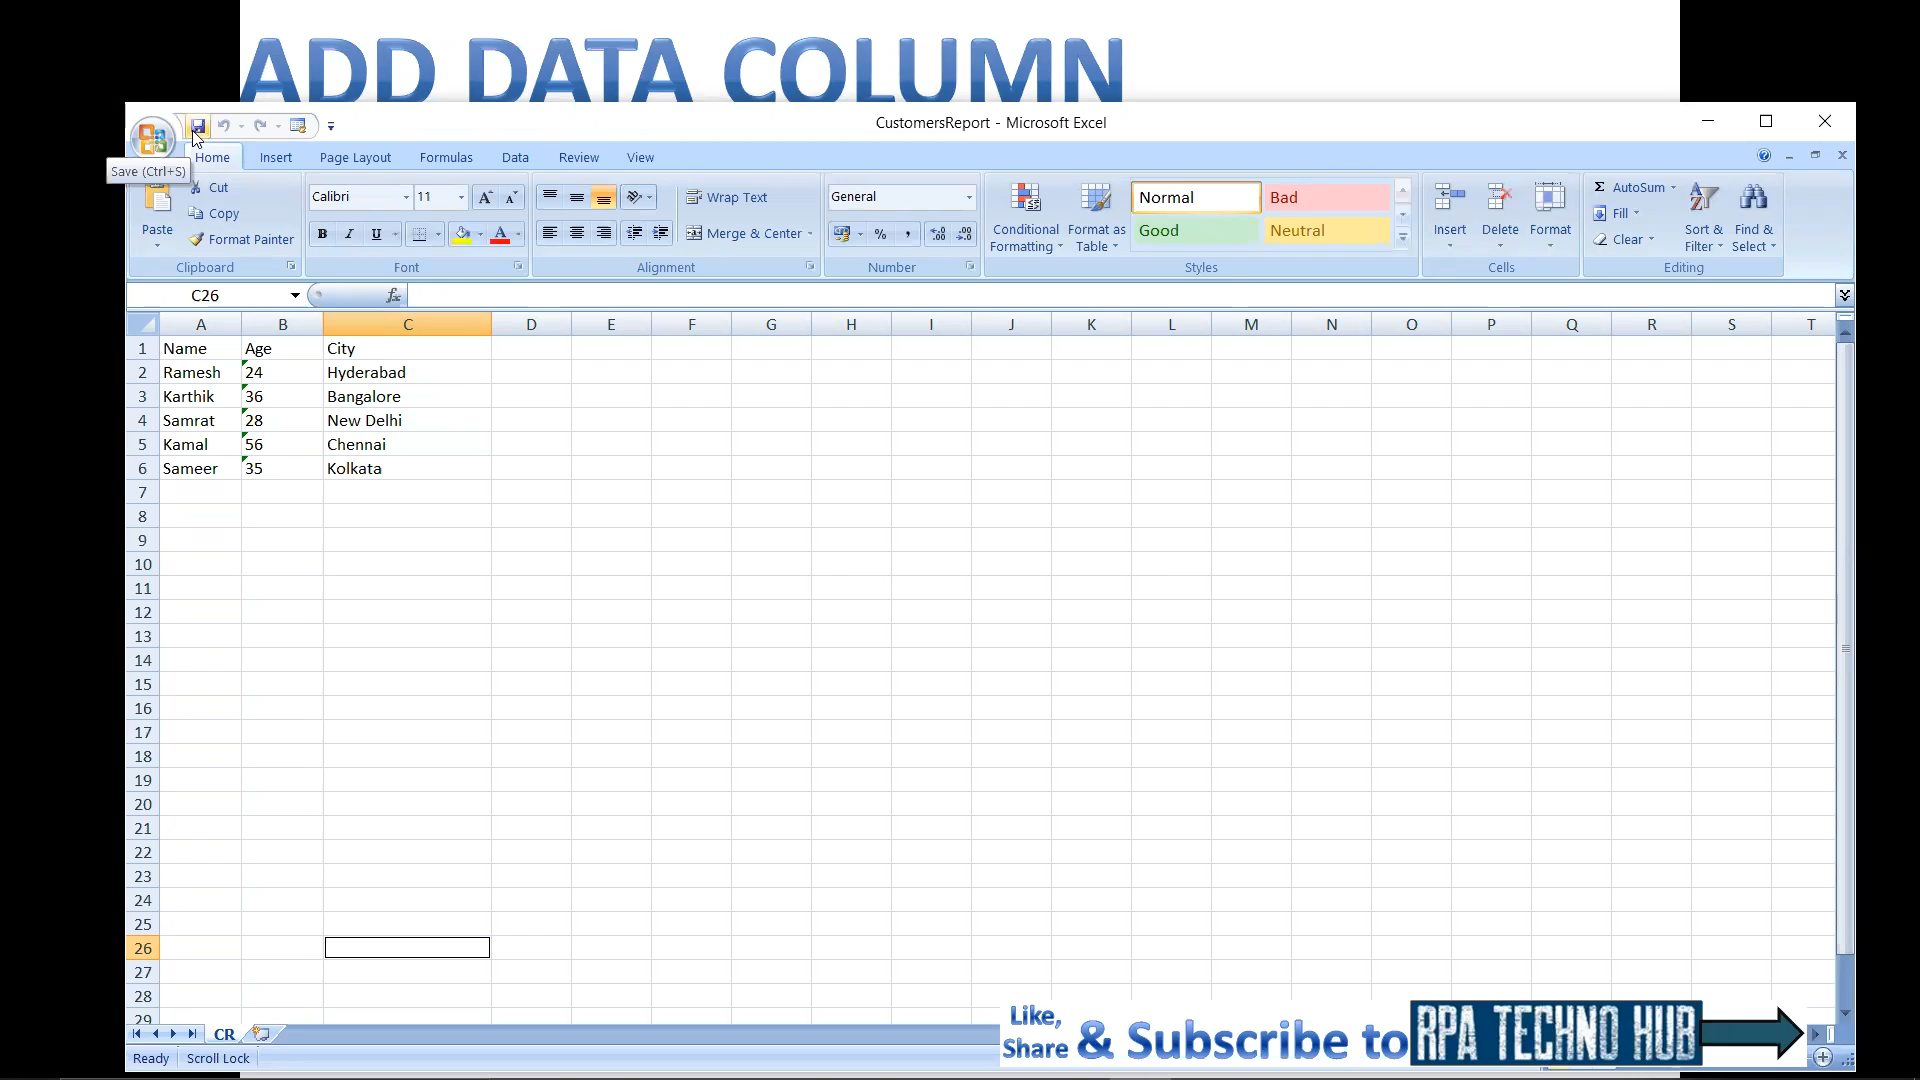 ADD DATA COLUMN
CustomersReport - Microsoft Excel
Save (Ctrl+S)
Home Insert Page Layout Formulas Data Review View
Cut
Copy
Format Painter
Paste
Clipboard
Calibri 11
B I U
Font
Wrap Text
Merge & Center
Alignment
General
Number
Conditional Formatting
Format as Table
Normal Bad
Good Neutral
Styles
Insert Delete Format
Cells
Σ AutoSum
Fill
Clear
Sort & Filter
Find & Select
Editing
C26 fx
A B C D E F G H I J K L M N O P Q R S T
1 Name Age City
2 Ramesh 24 Hyderabad
3 Karthik 36 Bangalore
4 Samrat 28 New Delhi
5 Kamal 56 Chennai
6 Sameer 35 Kolkata
7
8
9
10
11
12
13
14
15
16
17
18
19
20
21
22
23
24
25
26
27
28
29
CR
Ready Scroll Lock
Like, Share & Subscribe to RPA TECHNO HUB